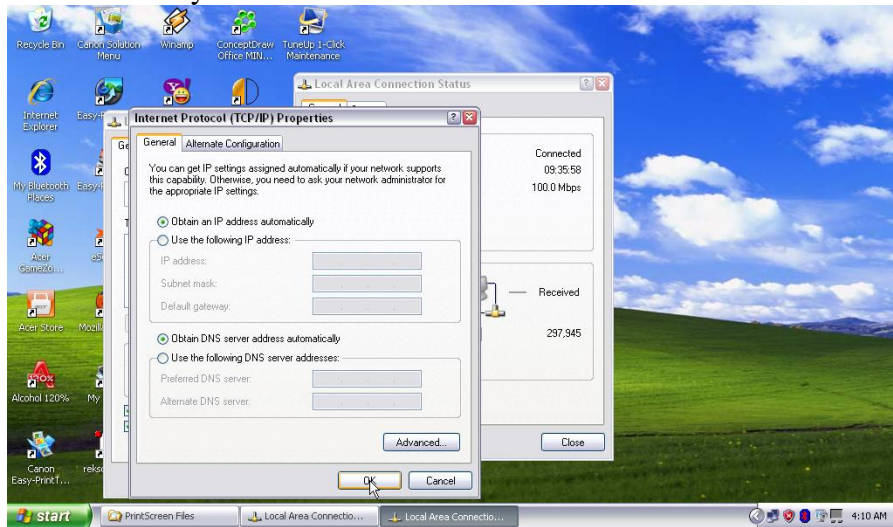 Recycle Bin
Canon Solution Menu
Winamp
ConceptDraw Office MIN...
TuneUp 1-Click Maintenance
Internet Explorer
My Bluetooth Places
Acer GameZo...
Acer Store
Alcohol 120%
My
Canon Easy-PrintT...
Local Area Connection Status
Connected
09:35:58
100.0 Mbps
Received
297,945
Close
Internet Protocol (TCP/IP) Properties
General
Alternate Configuration
You can get IP settings assigned automatically if your network supports
this capability. Otherwise, you need to ask your network administrator for
the appropriate IP settings.
Obtain an IP address automatically
Use the following IP address:
IP address:
Subnet mask:
Default gateway:
Obtain DNS server address automatically
Use the following DNS server addresses:
Preferred DNS server:
Alternate DNS server:
Advanced...
OK
Cancel
start
PrintScreen Files
Local Area Connectio...
Local Area Connectio...
4:10 AM